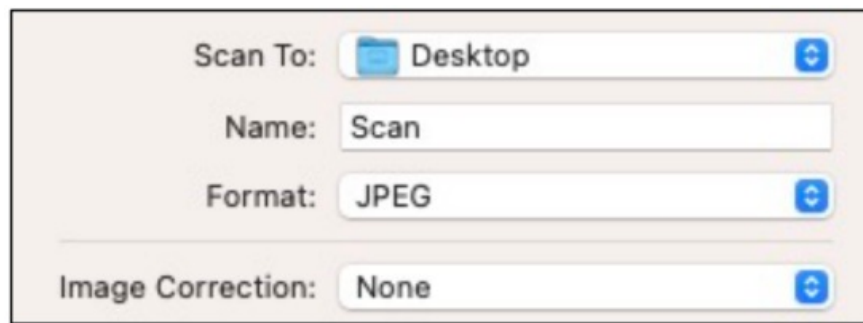 Scan To: Desktop
Name: Scan
Format: JPEG
Image Correction: None